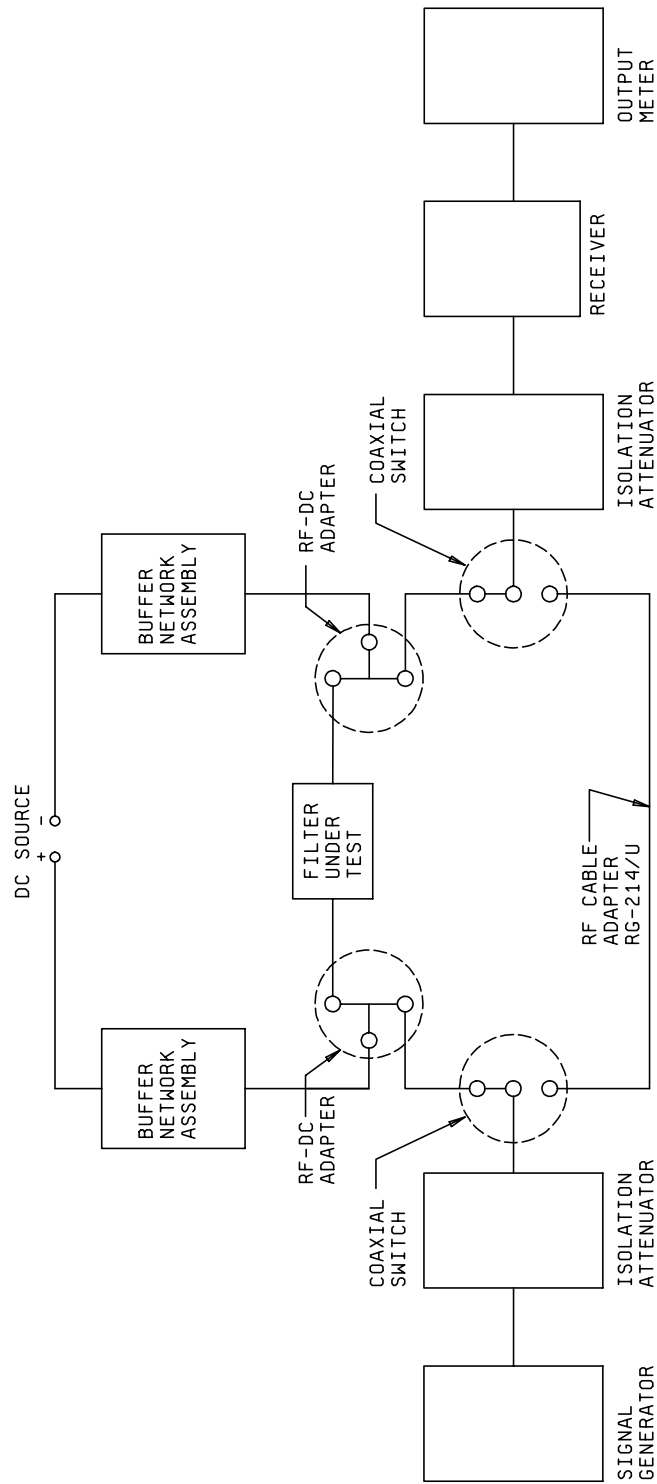 DC SOURCE
+ -
BUFFER
NETWORK
ASSEMBLY
BUFFER
NETWORK
ASSEMBLY
RF-DC
ADAPTER
FILTER
UNDER
TEST
RF-DC
ADAPTER
COAXIAL
SWITCH
COAXIAL
SWITCH
RF CABLE
ADAPTER
RG-214/U
SIGNAL
GENERATOR
ISOLATION
ATTENUATOR
ISOLATION
ATTENUATOR
RECEIVER
OUTPUT
METER